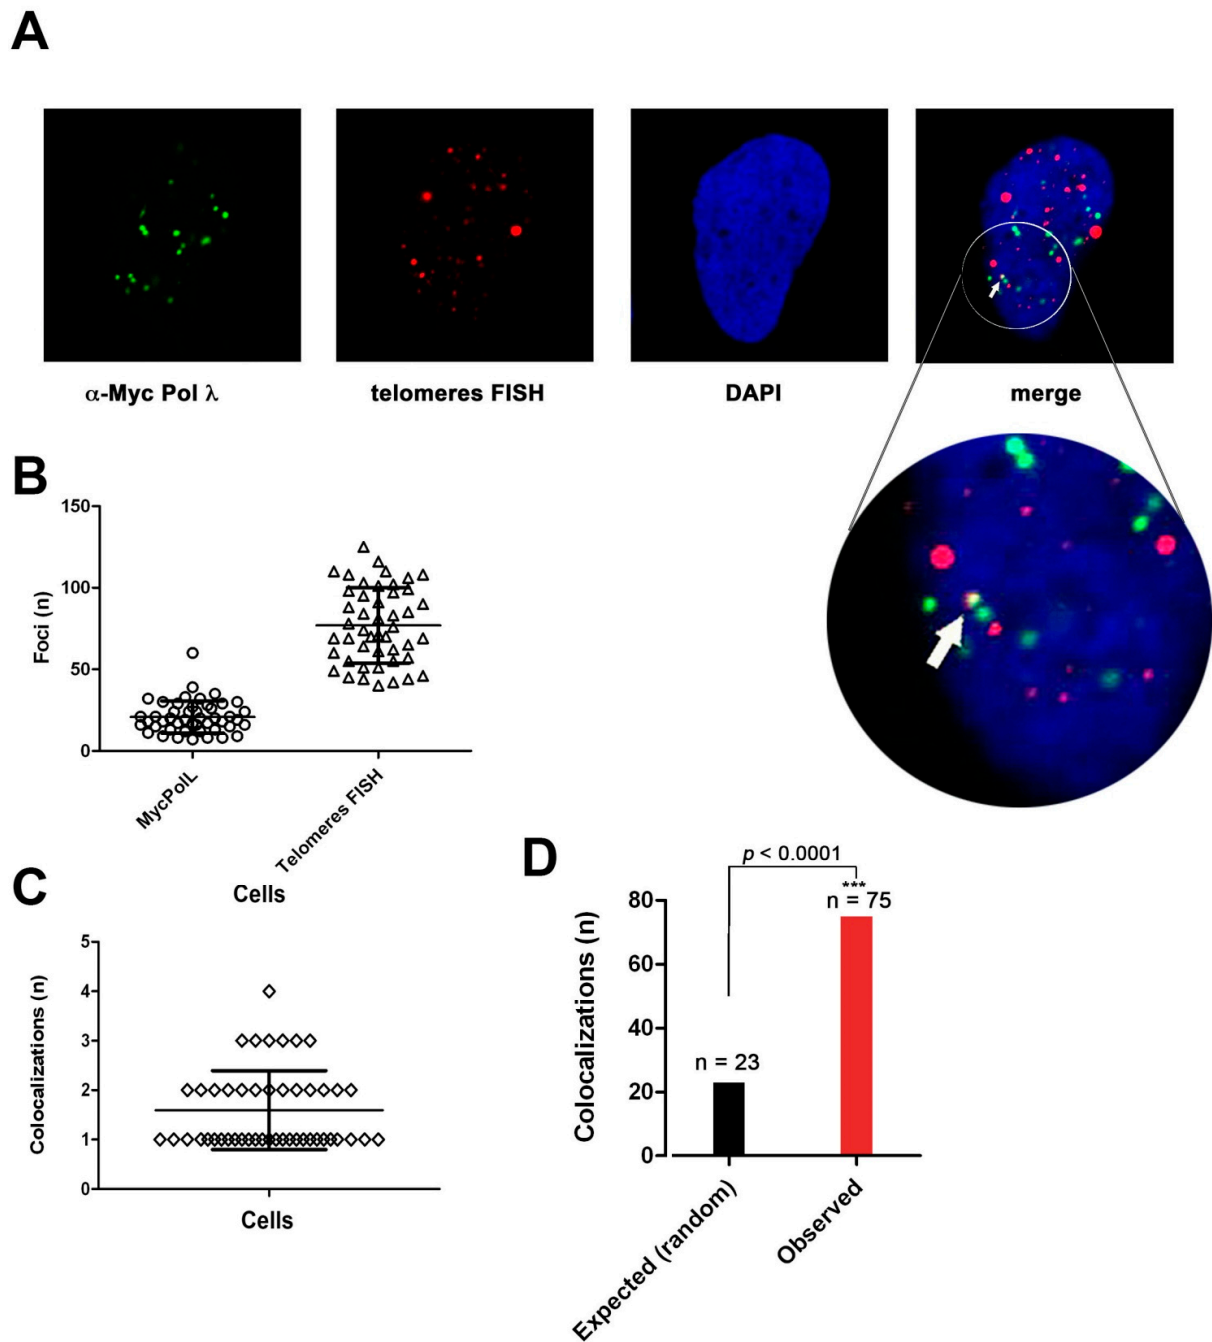 A
α-Myc Pol λ
telomeres FISH
DAPI
merge
B
150
100
50
0
Foci (n)
MycPolL
Telomeres FISH
Cells
C
5
4
3
2
1
0
Colocalizations (n)
Cells
D
p < 0.0001
***
n = 75
n = 23
80
60
40
20
0
Colocalizations (n)
Expected (random)
Observed